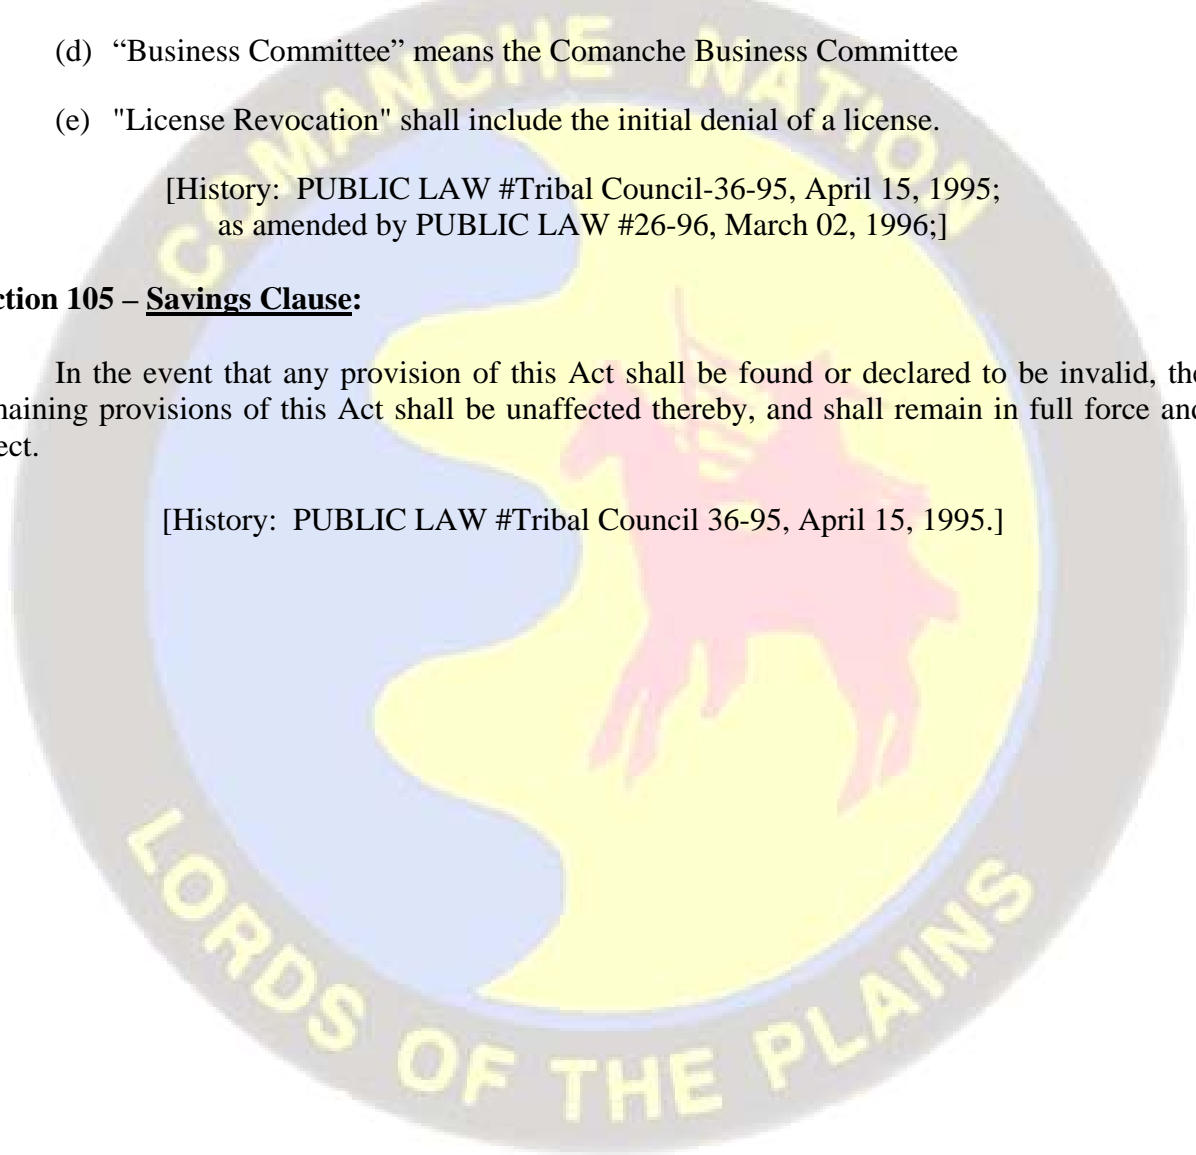 (d) “Business Committee” means the Comanche Business Committee
(e) "License Revocation" shall include the initial denial of a license.
[History: PUBLIC LAW #Tribal Council-36-95, April 15, 1995;
as amended by PUBLIC LAW #26-96, March 02, 1996;]
ction 105 – Savings Clause:
In the event that any provision of this Act shall be found or declared to be invalid, the
maining provisions of this Act shall be unaffected thereby, and shall remain in full force and
ect.
[History: PUBLIC LAW #Tribal Council 36-95, April 15, 1995.]
COMANCHE NATION
LORDS OF THE PLAINS